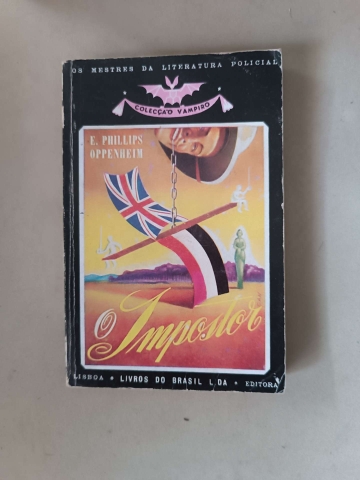 OS MESTRES DA LITERATURA POLICIAL
COLECÇÃO VAMPIRO
E. PHILLIPS
OPPENHEIM
O Impostor
LISBOA • LIVROS DO BRASIL L.DA • EDITORA